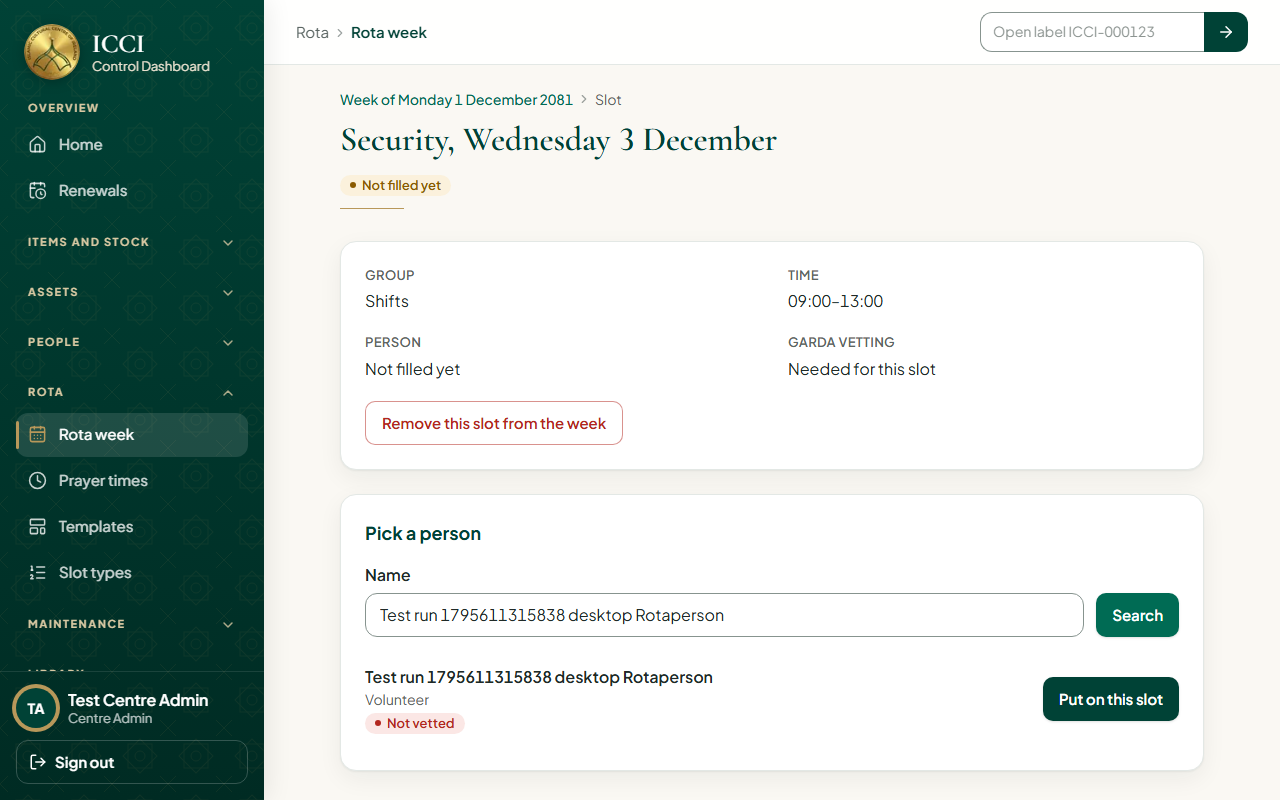 ICCI
Control Dashboard
OVERVIEW
Home
Renewals
ITEMS AND STOCK
ASSETS
PEOPLE
ROTA
Rota week
Prayer times
Templates
Slot types
MAINTENANCE
TA
Test Centre Admin
Centre Admin
Sign out
Rota > Rota week
Open label ICCI-000123
Week of Monday 1 December 2081 > Slot
Security, Wednesday 3 December
Not filled yet
GROUP
Shifts
TIME
09:00–13:00
PERSON
Not filled yet
GARDA VETTING
Needed for this slot
Remove this slot from the week
Pick a person
Name
Test run 1795611315838 desktop Rotaperson
Search
Test run 1795611315838 desktop Rotaperson
Volunteer
Not vetted
Put on this slot